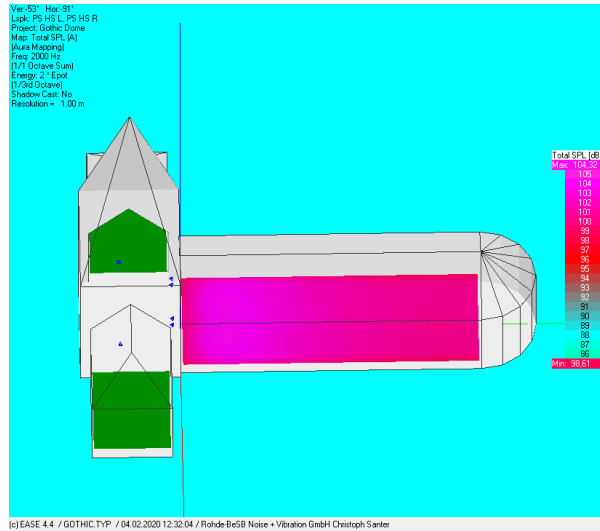 Ver:-53° Hor:-91°
Lspk: PS HS L, PS HS R
Project: Gothic Dome
Map: Total SPL (A)
(Aura Mapping)
Freq: 2000 Hz
(1/1 Octave Sum)
Energy: 2 * Epot
(1/3rd Octave)
Shadow Cast: No
Resolution = 1.00 m
Total SPL [dB
Max: 104,32
105
104
103
102
101
100
99
98
97
96
95
94
93
92
91
90
89
88
87
86
Min: 98,61
(c) EASE 4.4 / GOTHIC.TYP / 04.02.2020 12:32:04 / Rohde-BeSB Noise + Vibration GmbH Christoph Santer